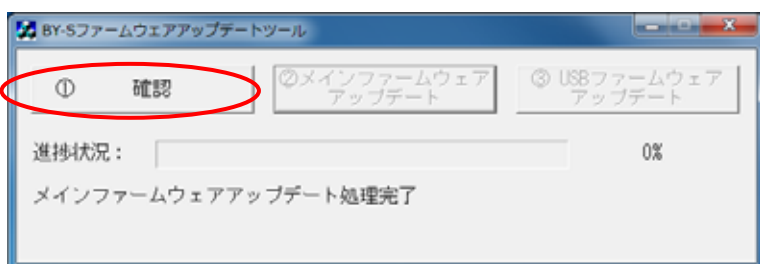 BY-Sファームウェアアップデートツール
① 確認
②メインファームウェア
アップデート
③ USBファームウェア
アップデート
進捗状況： 0%
メインファームウェアアップデート処理完了